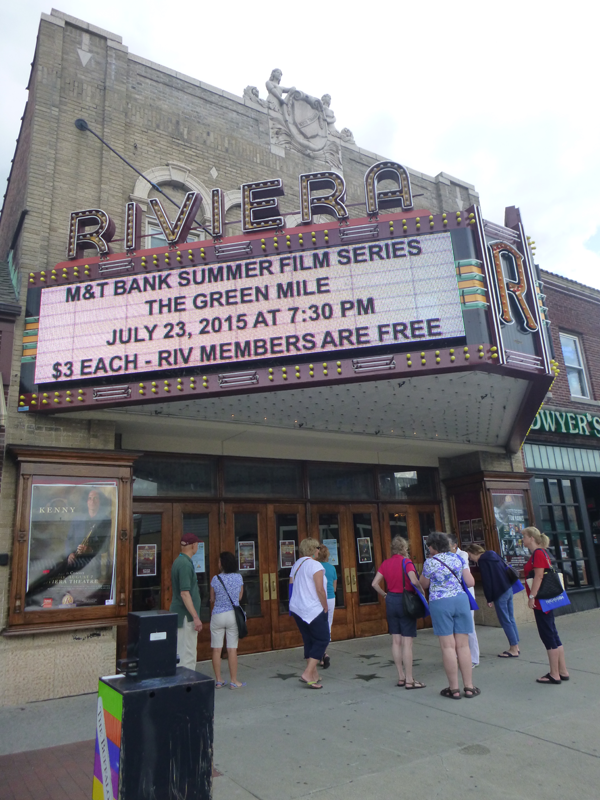 RIVIERA
M&T BANK SUMMER FILM SERIES
THE GREEN MILE
JULY 23, 2015 AT 7:30 PM
$3 EACH - RIV MEMBERS ARE FREE
R
DWYER'S
KENNY